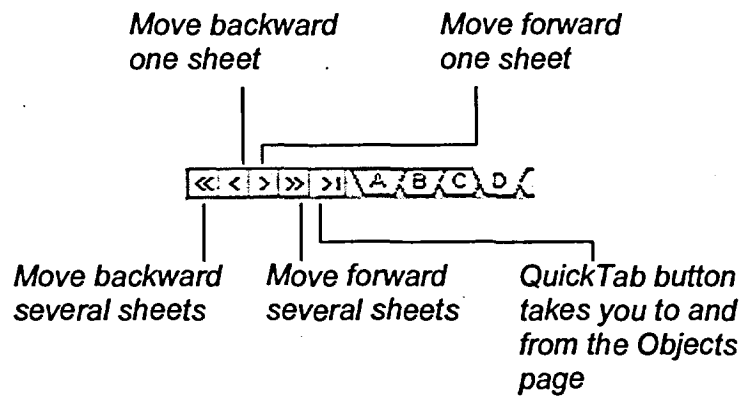 Move backward
one sheet
Move forward
one sheet
« < > » >I A B C D
Move backward
several sheets
Move forward
several sheets
QuickTab button
takes you to and
from the Objects
page